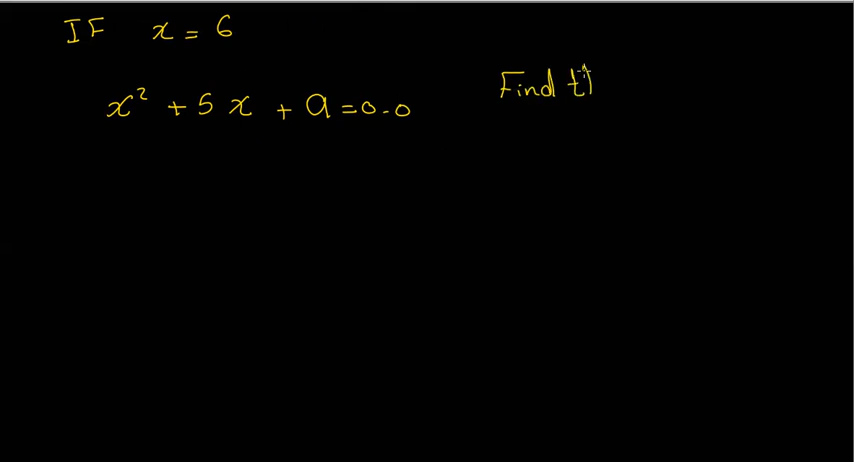 IF x = 6
x² + 5x + a = 0.0
Find